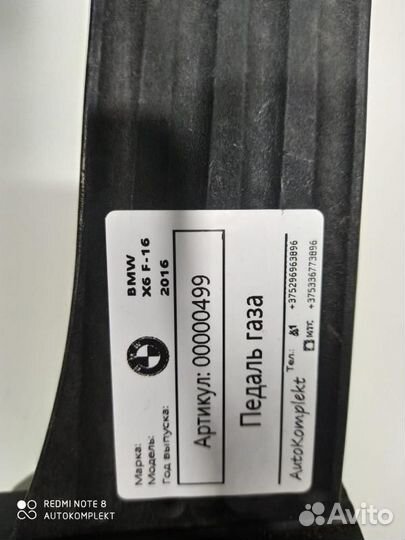 Марка: BMW
Модель: X6 F-16
Год выпуска: 2016
Артикул: 00000499
Педаль газа
AutoKomplekt Тел.: +375296963896
МТС +375336773896
REDMI NOTE 8
AUTOKOMPLEKT
Avito